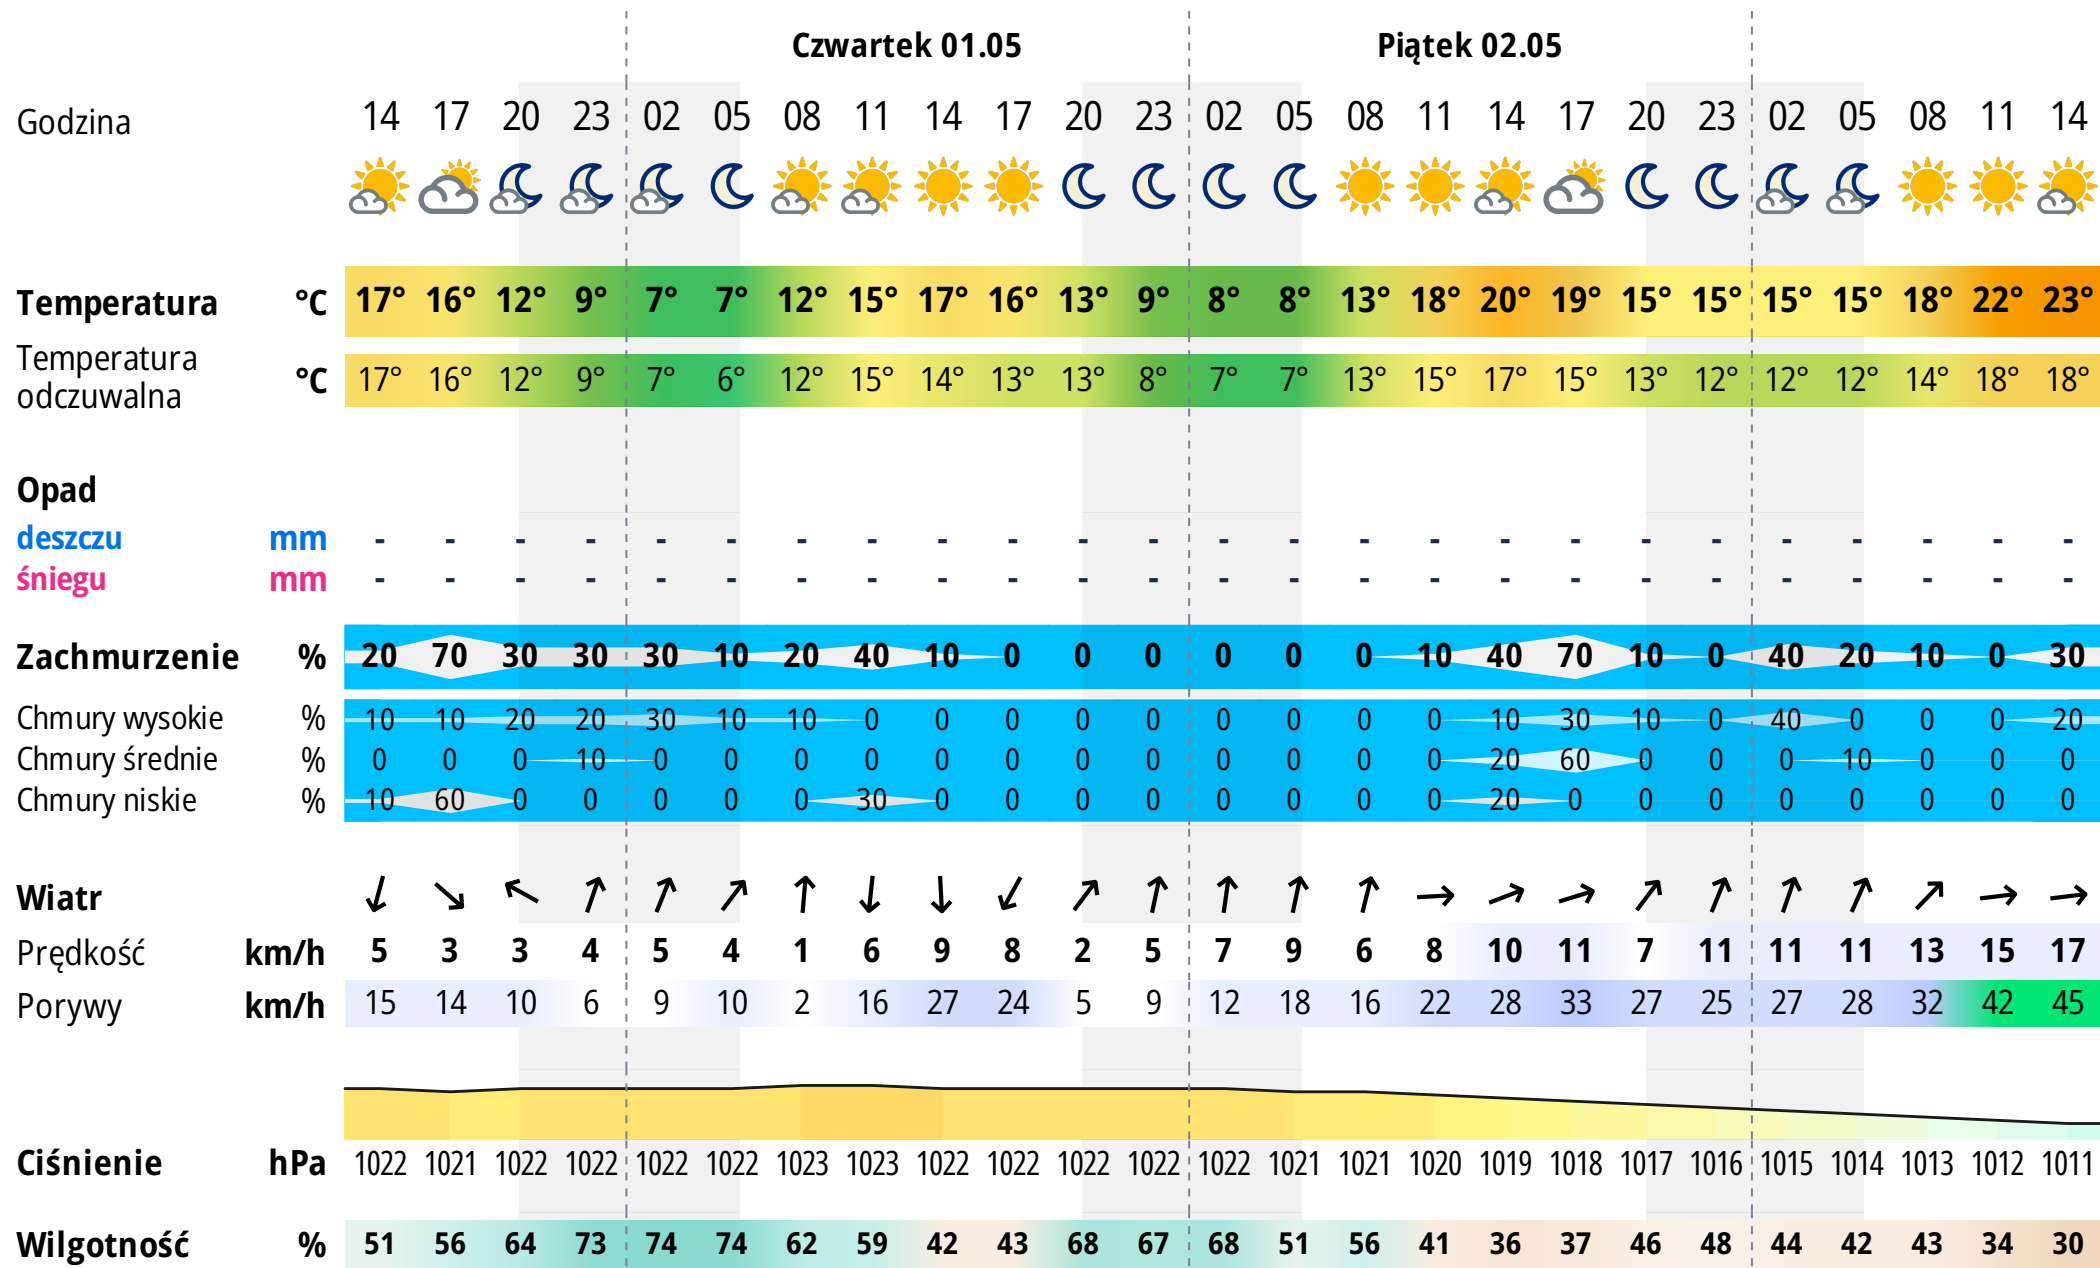 Czwartek 01.05 Piątek 02.05
Godzina 14 17 20 23 02 05 08 11 14 17 20 23 02 05 08 11 14 17 20 23 02 05 08 11 14
Temperatura °C 17° 16° 12° 9° 7° 7° 12° 15° 17° 16° 13° 9° 8° 8° 13° 18° 20° 19° 15° 15° 15° 15° 18° 22° 23°
Temperatura
odczuwalna °C 17° 16° 12° 9° 7° 6° 12° 15° 14° 13° 13° 8° 7° 7° 13° 15° 17° 15° 13° 12° 12° 12° 14° 18° 18°
Opad
deszczu mm - - - - - - - - - - - - - - - - - - - - - - - - -
śniegu mm - - - - - - - - - - - - - - - - - - - - - - - - -
Zachmurzenie % 20 70 30 30 30 10 20 40 10 0 0 0 0 0 0 10 40 70 10 0 40 20 10 0 30
Chmury wysokie % 10 10 20 20 30 10 10 0 0 0 0 0 0 0 0 0 10 30 10 0 40 0 0 0 20
Chmury średnie % 0 0 0 10 0 0 0 0 0 0 0 0 0 0 0 0 20 60 0 0 0 10 0 0 0
Chmury niskie % 10 60 0 0 0 0 0 30 0 0 0 0 0 0 0 0 20 0 0 0 0 0 0 0 0
Wiatr
Prędkość km/h 5 3 3 4 5 4 1 6 9 8 2 5 7 9 6 8 10 11 7 11 11 11 13 15 17
Porywy km/h 15 14 10 6 9 10 2 16 27 24 5 9 12 18 16 22 28 33 27 25 27 28 32 42 45
Ciśnienie hPa 1022 1021 1022 1022 1022 1022 1023 1023 1022 1022 1022 1022 1022 1021 1021 1020 1019 1018 1017 1016 1015 1014 1013 1012 1011
Wilgotność % 51 56 64 73 74 74 62 59 42 43 68 67 68 51 56 41 36 37 46 48 44 42 43 34 30